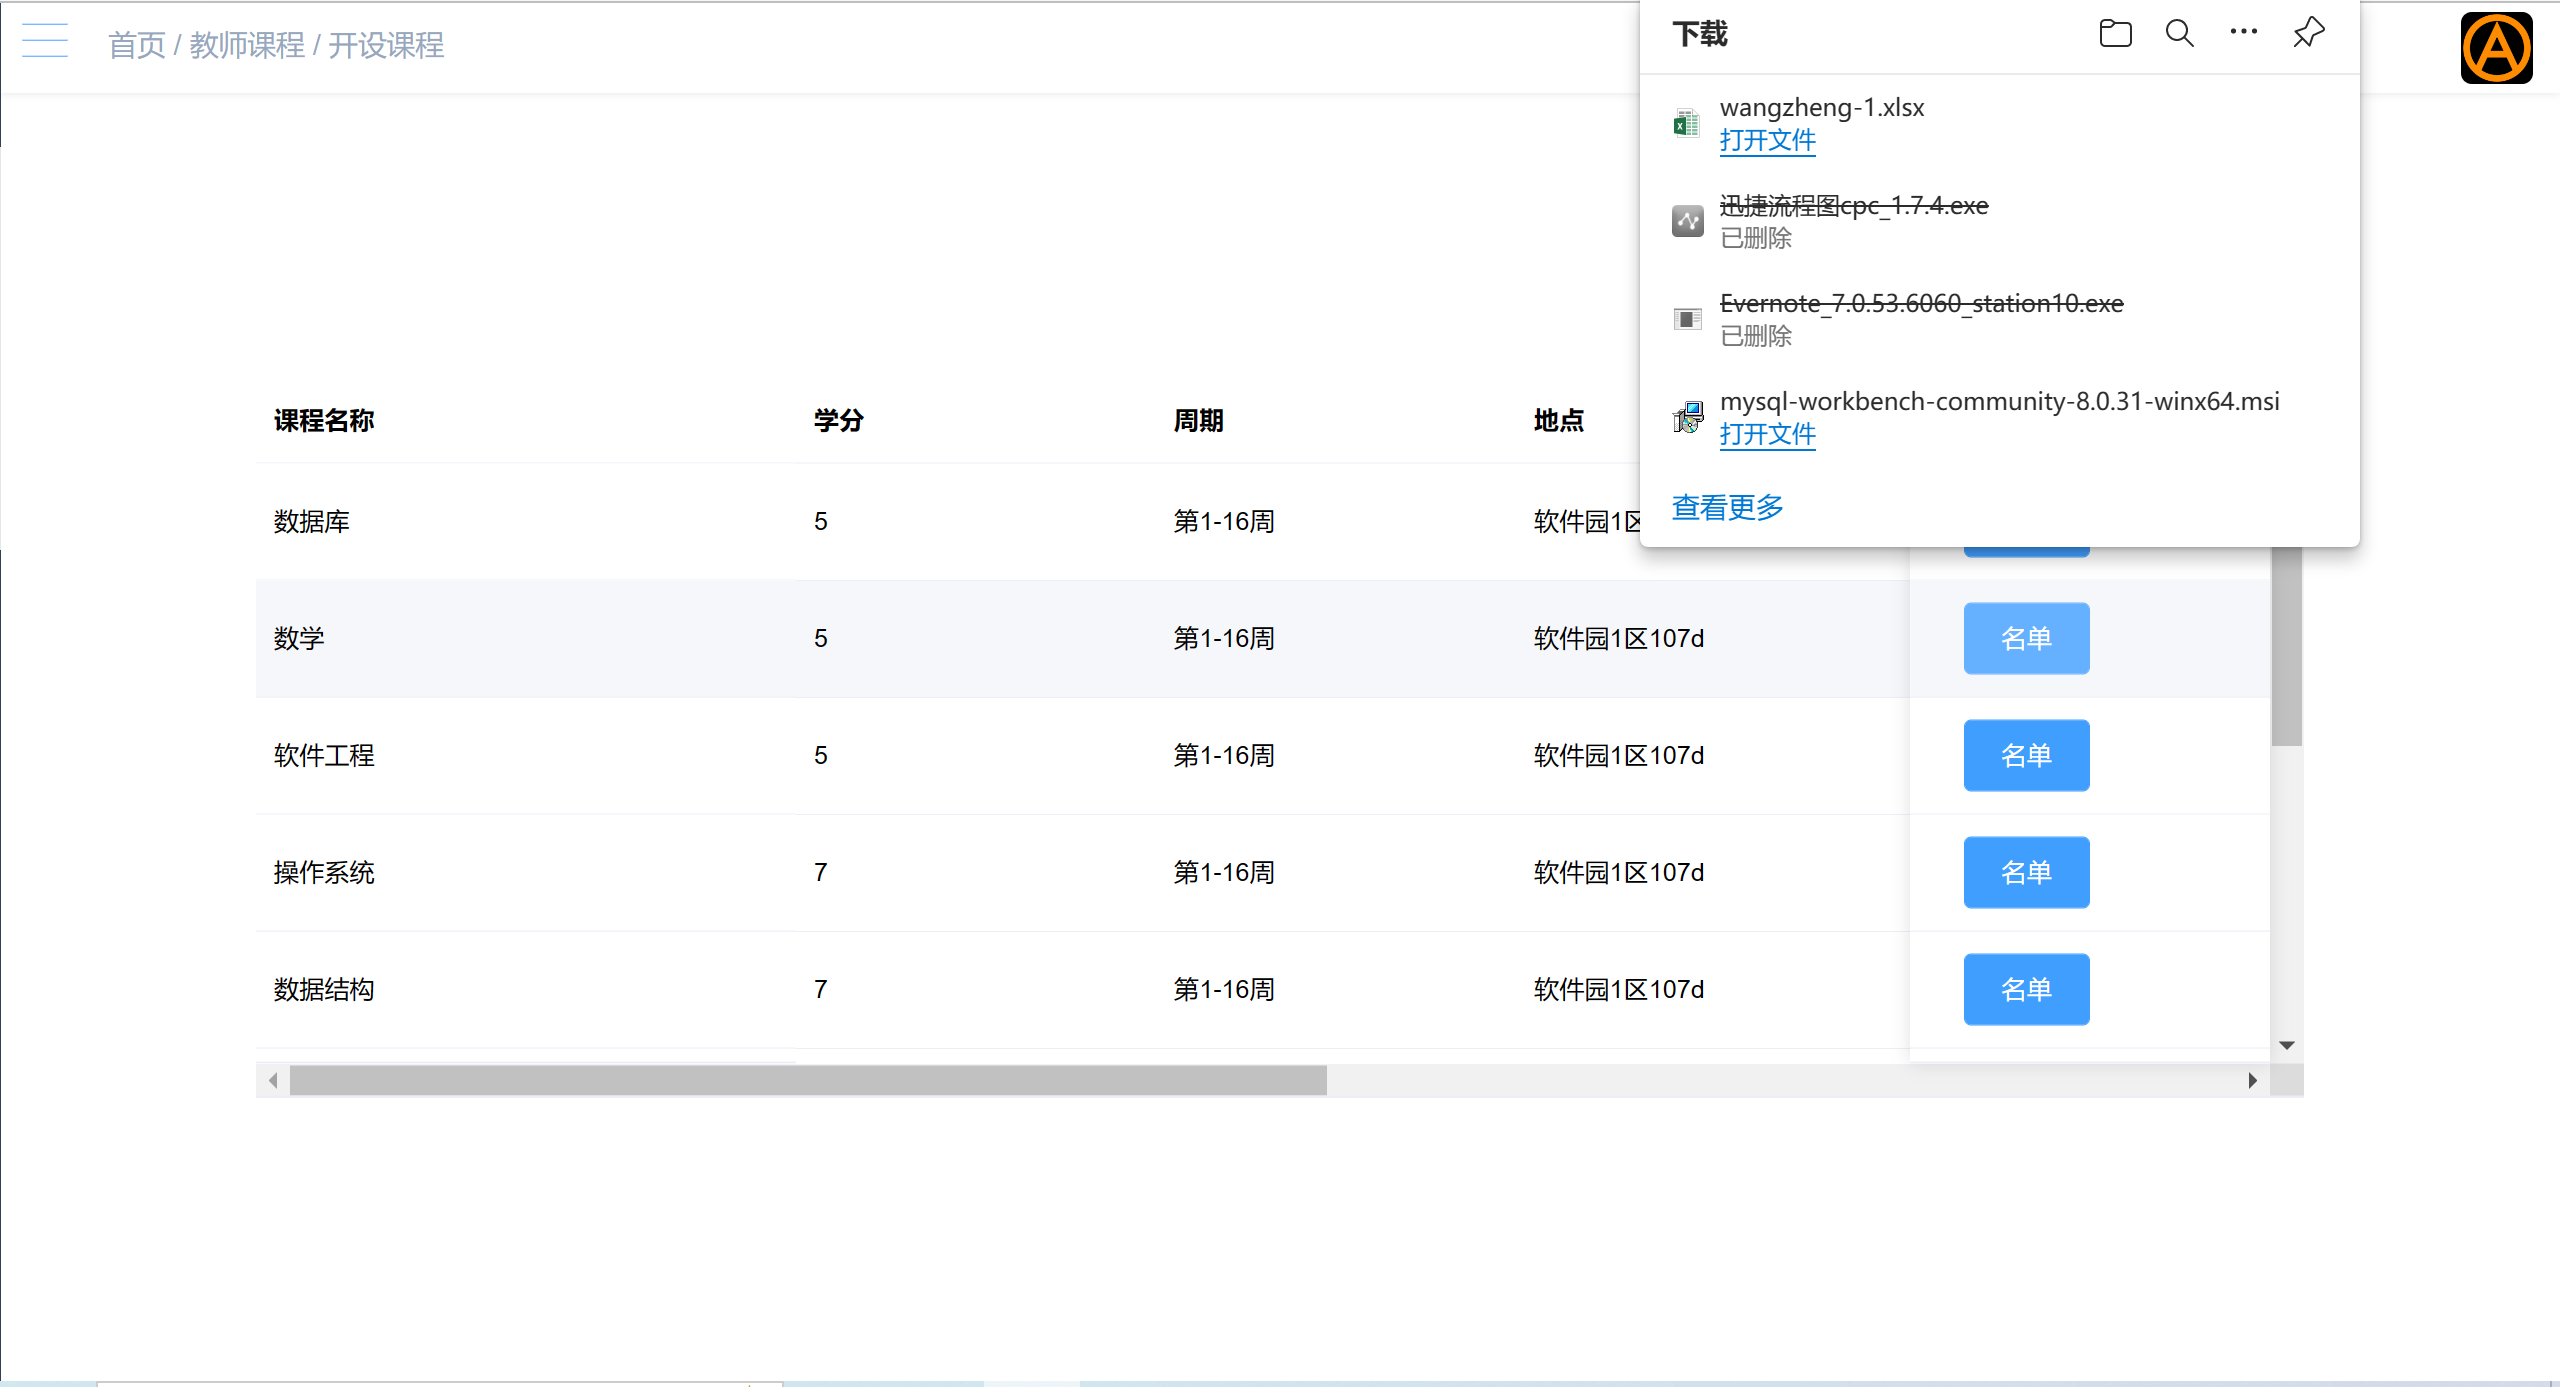 首页 / 教师课程 / 开设课程
下载
wangzheng-1.xlsx
打开文件
迅捷流程图cpc_1.7.4.exe
已删除
Evernote_7.0.53.6060_station10.exe
已删除
mysql-workbench-community-8.0.31-winx64.msi
打开文件
查看更多
课程名称 学分 周期 地点
数据库 5 第1-16周 软件园1区
数学 5 第1-16周 软件园1区107d 名单
软件工程 5 第1-16周 软件园1区107d 名单
操作系统 7 第1-16周 软件园1区107d 名单
数据结构 7 第1-16周 软件园1区107d 名单